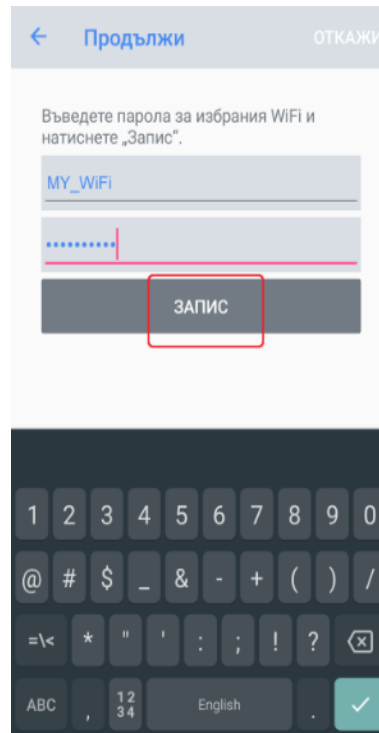 ← Продължи ОТКАЖИ
Въведете парола за избрания WiFi и
натиснете „Запис“.
MY_WiFi
••••••••••
ЗАПИС
1 2 3 4 5 6 7 8 9 0
@ # $ _ & - + ( ) /
=\< * " ' : ; ! ?
ABC , 12 English .
34